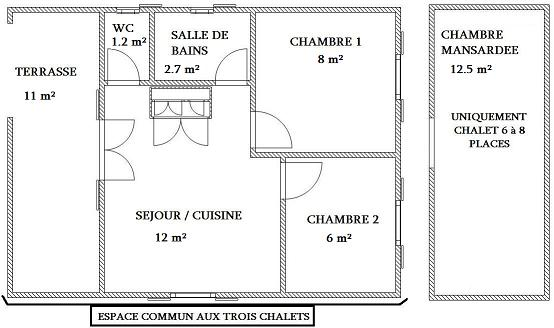 WC
1.2 m²
SALLE DE
BAINS
2.7 m²
CHAMBRE 1
8 m²
TERRASSE
11 m²
SEJOUR / CUISINE
12 m²
CHAMBRE 2
6 m²
ESPACE COMMUN AUX TROIS CHALETS
CHAMBRE
MANSARDEE
12.5 m²
UNIQUEMENT
CHALET 6 à 8
PLACES